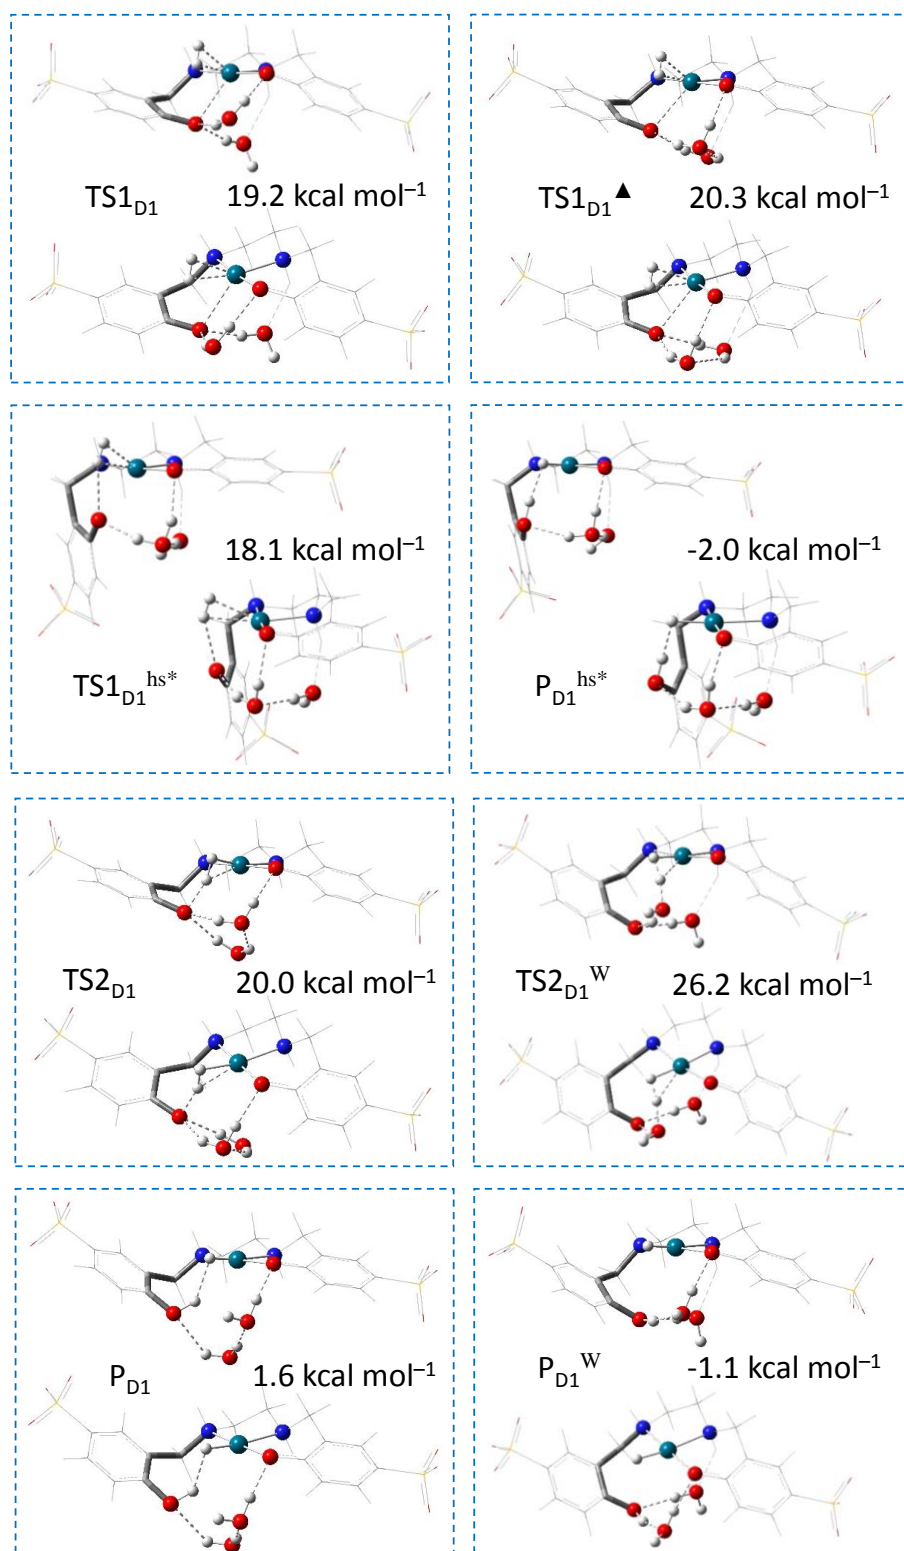 TS1D1 19.2 kcal mol–1
TS1D1▲ 20.3 kcal mol–1
18.1 kcal mol–1
TS1D1hs*
-2.0 kcal mol–1
PD1hs*
TS2D1 20.0 kcal mol–1
TS2D1W 26.2 kcal mol–1
PD1 1.6 kcal mol–1
PD1W -1.1 kcal mol–1